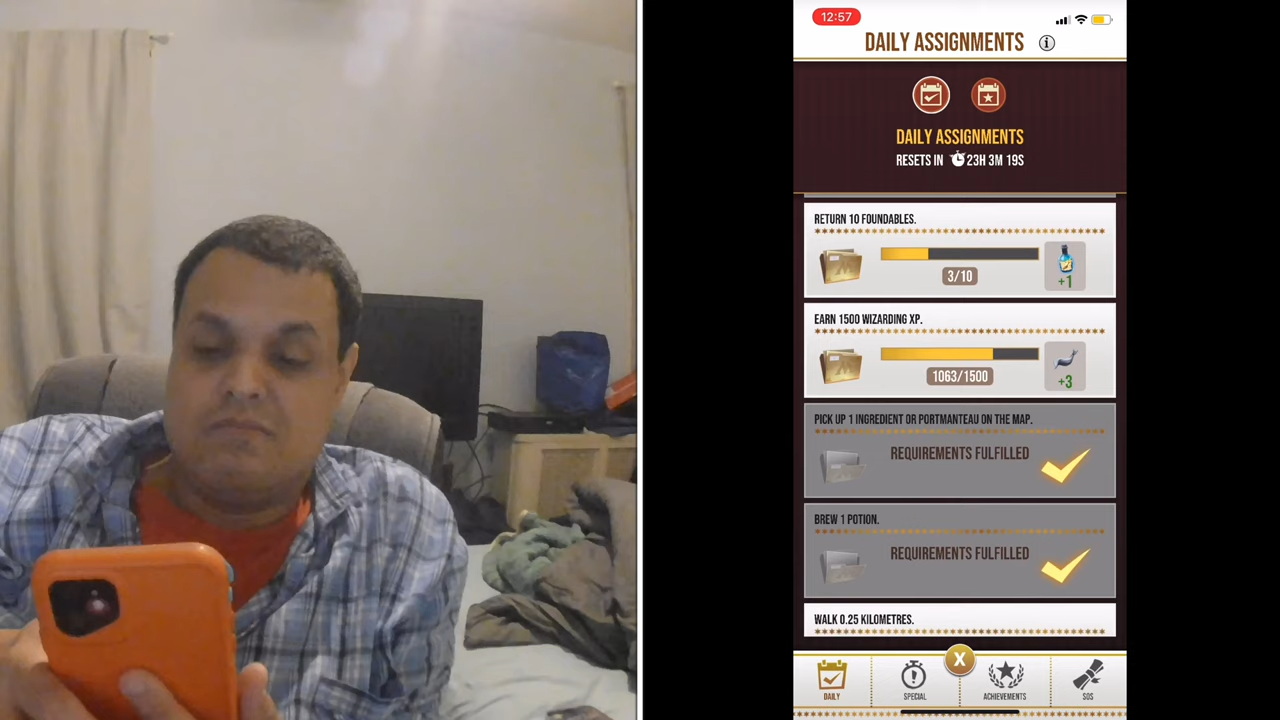 12:57
DAILY ASSIGNMENTS
DAILY ASSIGNMENTS
RESETS IN 23H 3M 19S
RETURN 10 FOUNDABLES.
3/10
+1
EARN 1500 WIZARDING XP.
1063/1500
+3
PICK UP 1 INGREDIENT OR PORTMANTEAU ON THE MAP.
REQUIREMENTS FULFILLED
BREW 1 POTION.
REQUIREMENTS FULFILLED
WALK 0.25 KILOMETRES.
X
DAILY
SPECIAL
ACHIEVEMENTS
SOS